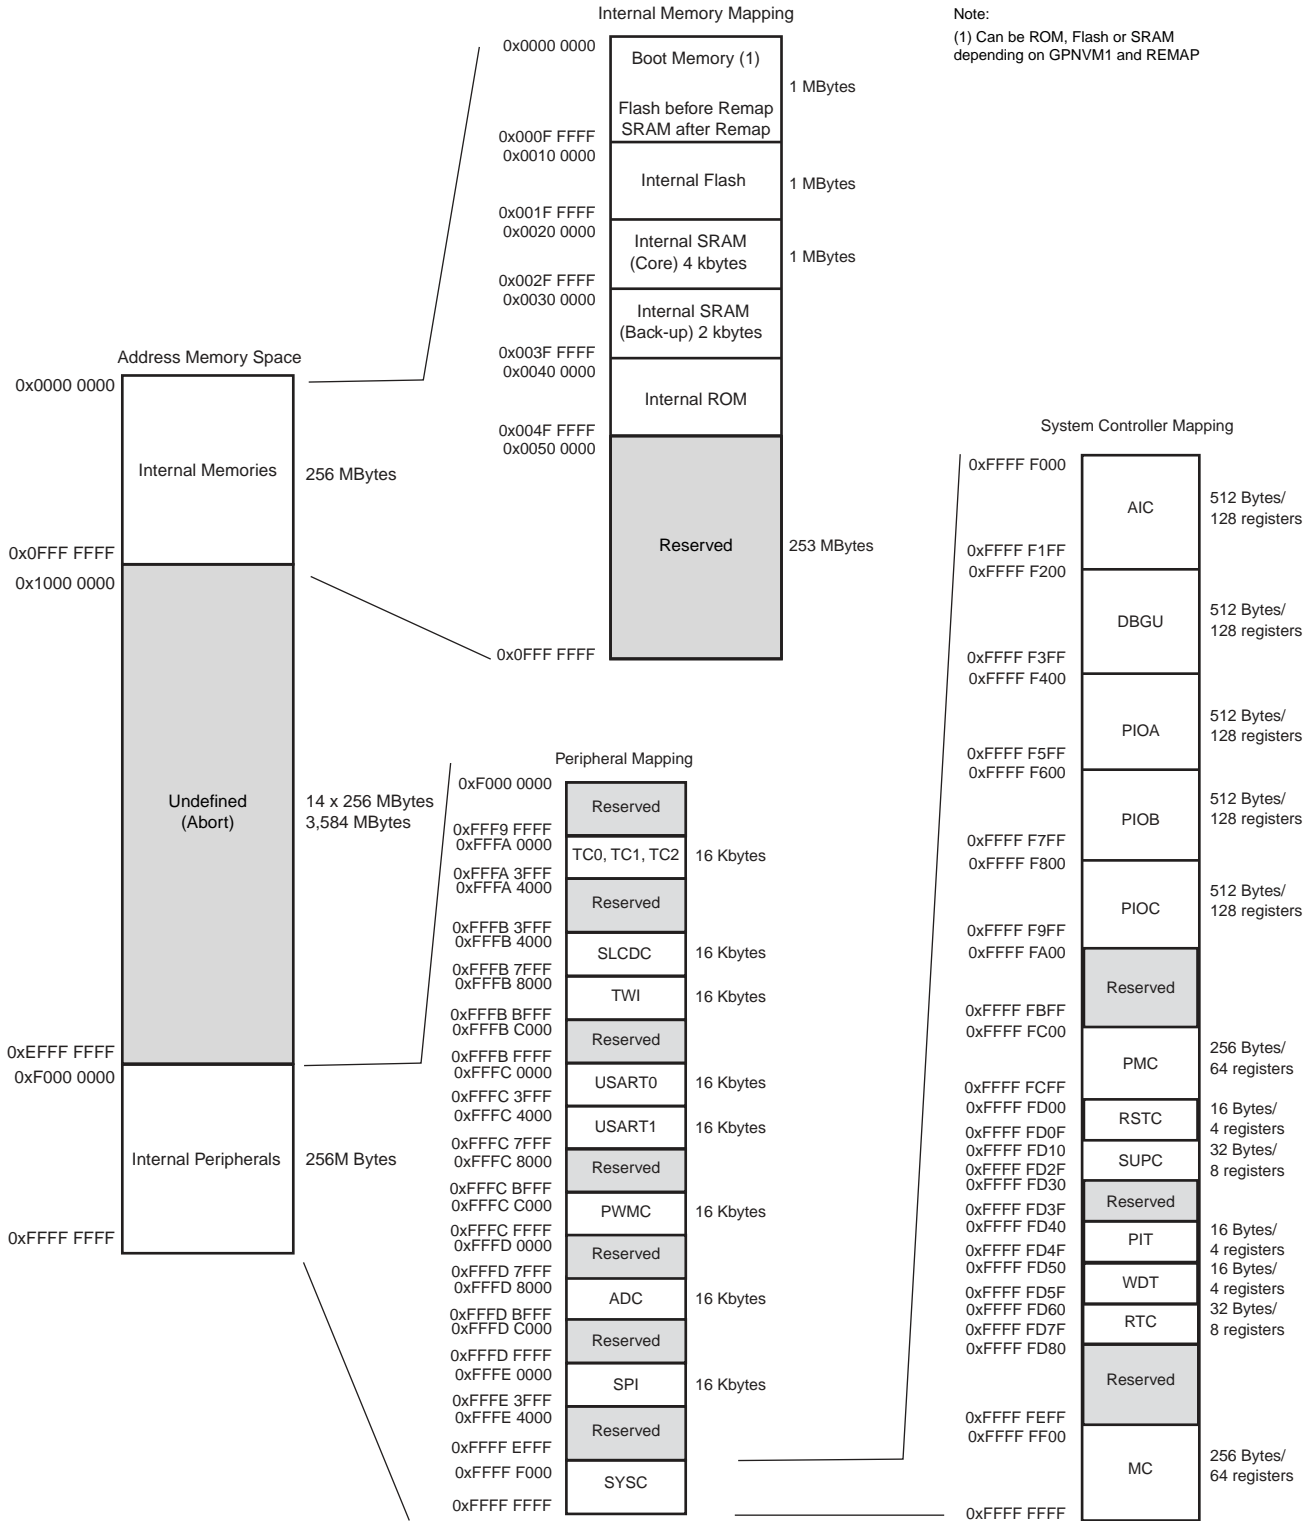 Internal Memory Mapping
Note:
(1) Can be ROM, Flash or SRAM
depending on GPNVM1 and REMAP
0x0000 0000
Boot Memory (1)
1 MBytes
Flash before Remap
SRAM after Remap
0x000F FFFF
0x0010 0000
Internal Flash
1 MBytes
0x001F FFFF
0x0020 0000
Internal SRAM
(Core) 4 kbytes
1 MBytes
0x002F FFFF
0x0030 0000
Internal SRAM
(Back-up) 2 kbytes
0x003F FFFF
0x0040 0000
Internal ROM
0x004F FFFF
0x0050 0000
Reserved
253 MBytes
0x0FFF FFFF
Address Memory Space
0x0000 0000
Internal Memories
256 MBytes
0x0FFF FFFF
0x1000 0000
Undefined
(Abort)
14 x 256 MBytes
3,584 MBytes
0xEFFF FFFF
0xF000 0000
Internal Peripherals
256M Bytes
0xFFFF FFFF
Peripheral Mapping
0xF000 0000
Reserved
0xFFF9 FFFF
0xFFFA 0000
TC0, TC1, TC2
16 Kbytes
0xFFFA 3FFF
0xFFFA 4000
Reserved
0xFFFB 3FFF
0xFFFB 4000
SLCDC
16 Kbytes
0xFFFB 7FFF
0xFFFB 8000
TWI
16 Kbytes
0xFFFB BFFF
0xFFFB C000
Reserved
0xFFFB FFFF
0xFFFC 0000
USART0
16 Kbytes
0xFFFC 3FFF
0xFFFC 4000
USART1
16 Kbytes
0xFFFC 7FFF
0xFFFC 8000
Reserved
0xFFFC BFFF
0xFFFC C000
PWMC
16 Kbytes
0xFFFC FFFF
0xFFFD 0000
Reserved
0xFFFD 7FFF
0xFFFD 8000
ADC
16 Kbytes
0xFFFD BFFF
0xFFFD C000
Reserved
0xFFFD FFFF
0xFFFE 0000
SPI
16 Kbytes
0xFFFE 3FFF
0xFFFE 4000
Reserved
0xFFFF EFFF
0xFFFF F000
SYSC
0xFFFF FFFF
System Controller Mapping
0xFFFF F000
AIC
512 Bytes/
128 registers
0xFFFF F1FF
0xFFFF F200
DBGU
512 Bytes/
128 registers
0xFFFF F3FF
0xFFFF F400
PIOA
512 Bytes/
128 registers
0xFFFF F5FF
0xFFFF F600
PIOB
512 Bytes/
128 registers
0xFFFF F7FF
0xFFFF F800
PIOC
512 Bytes/
128 registers
0xFFFF F9FF
0xFFFF FA00
Reserved
0xFFFF FBFF
0xFFFF FC00
PMC
256 Bytes/
64 registers
0xFFFF FCFF
0xFFFF FD00
RSTC
16 Bytes/
4 registers
0xFFFF FD0F
0xFFFF FD10
SUPC
32 Bytes/
8 registers
0xFFFF FD2F
0xFFFF FD30
Reserved
0xFFFF FD3F
0xFFFF FD40
PIT
16 Bytes/
4 registers
0xFFFF FD4F
0xFFFF FD50
WDT
16 Bytes/
4 registers
0xFFFF FD5F
0xFFFF FD60
RTC
32 Bytes/
8 registers
0xFFFF FD7F
0xFFFF FD80
Reserved
0xFFFF FEFF
0xFFFF FF00
MC
256 Bytes/
64 registers
0xFFFF FFFF